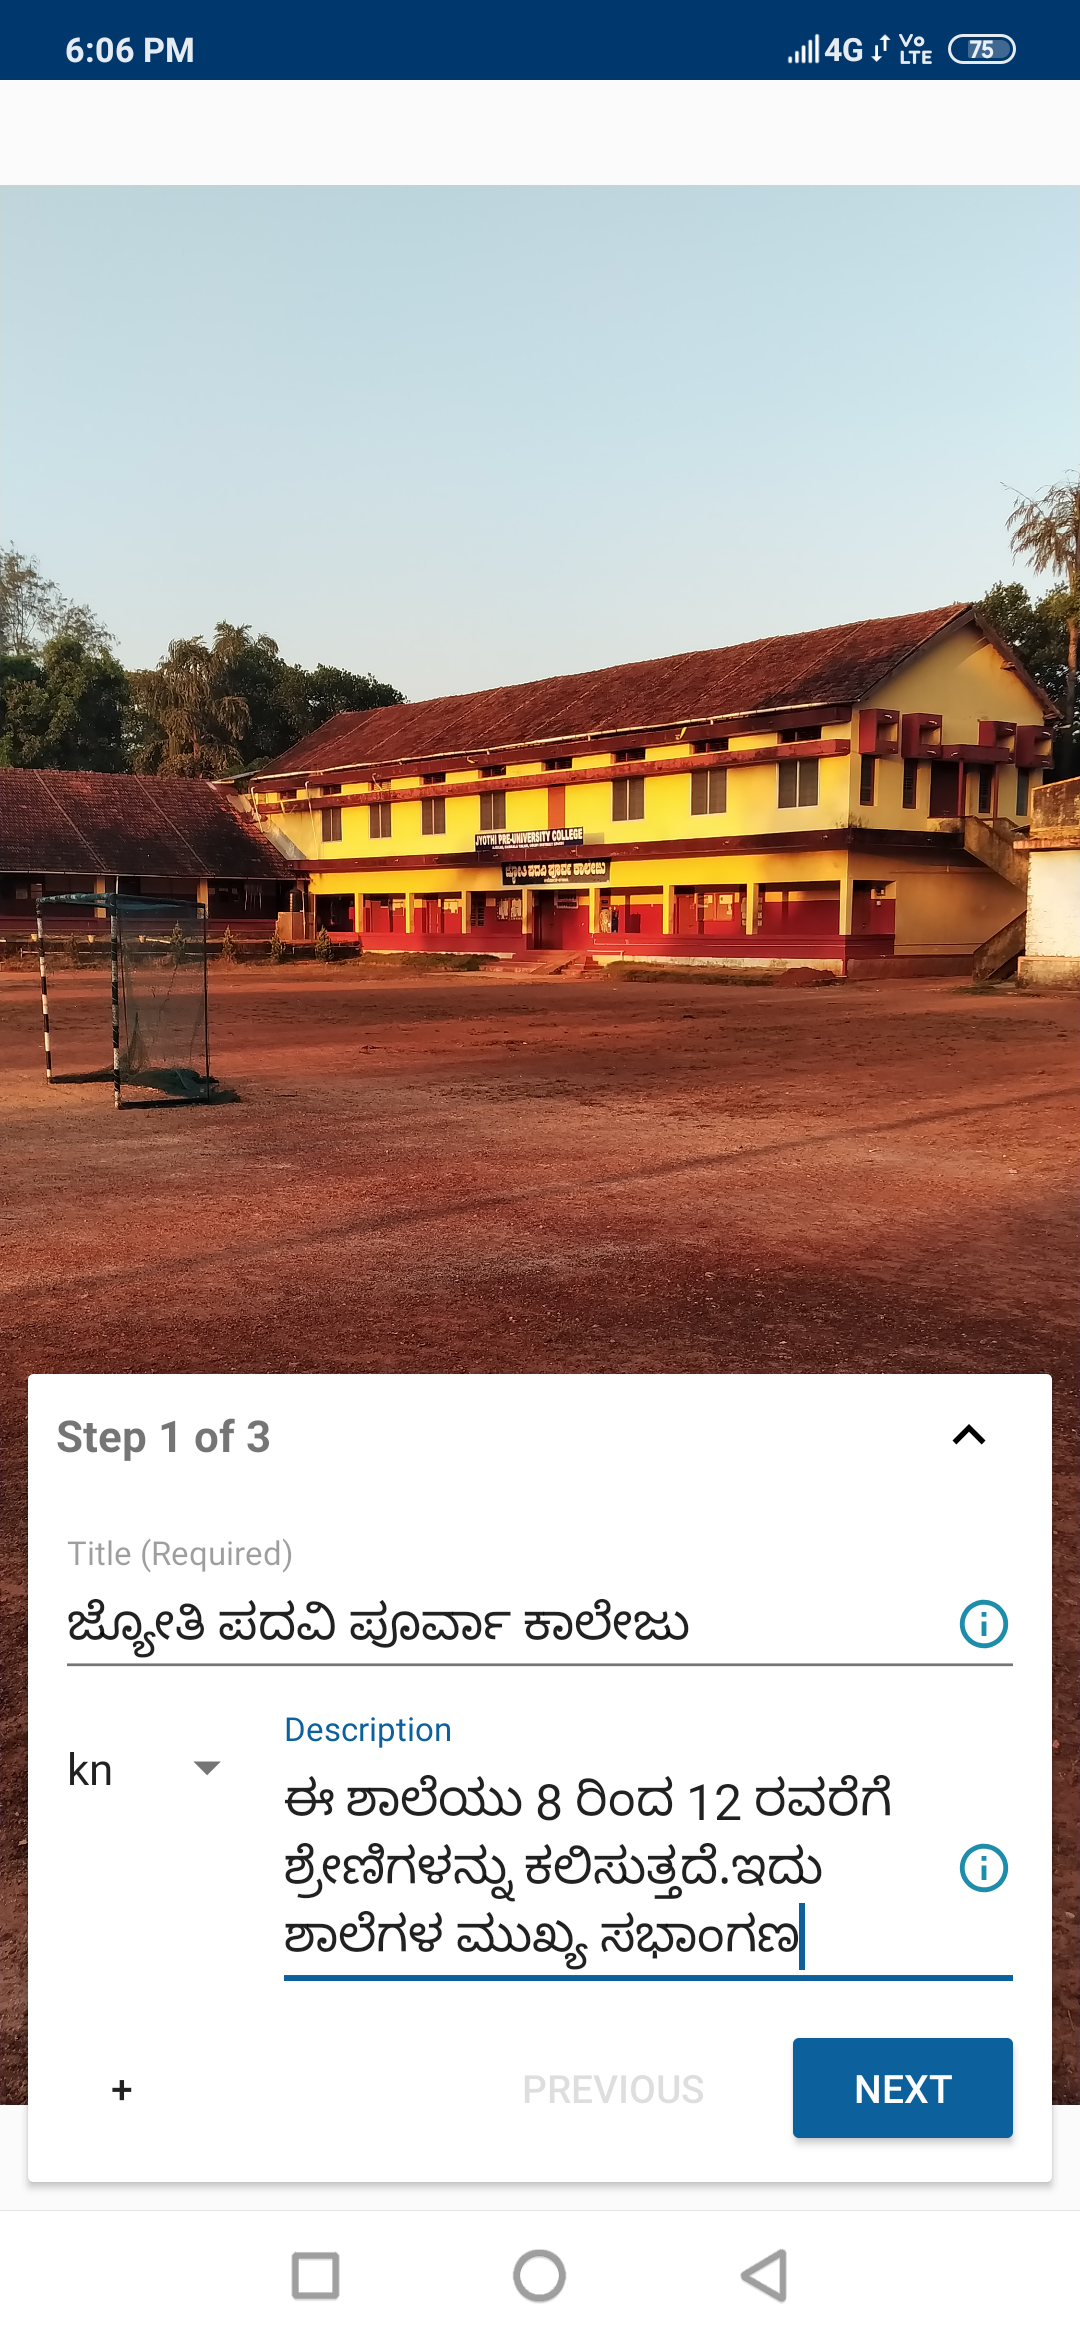 6:06 PM 4G Vo LTE 75
JYOTHI PRE-UNIVERSITY COLLEGE
ಜ್ಯೋತಿ ಪದವಿ ಪೂರ್ವ ಕಾಲೇಜು
Step 1 of 3
Title (Required)
ಜ್ಯೋತಿ ಪದವಿ ಪೂರ್ವಾ ಕಾಲೇಜು
Description
kn
ಈ ಶಾಲೆಯು 8 ರಿಂದ 12 ರವರೆಗೆ
ಶ್ರೇಣಿಗಳನ್ನು ಕಲಿಸುತ್ತದೆ.ಇದು
ಶಾಲೆಗಳ ಮುಖ್ಯ ಸಭಾಂಗಣ
+ PREVIOUS NEXT